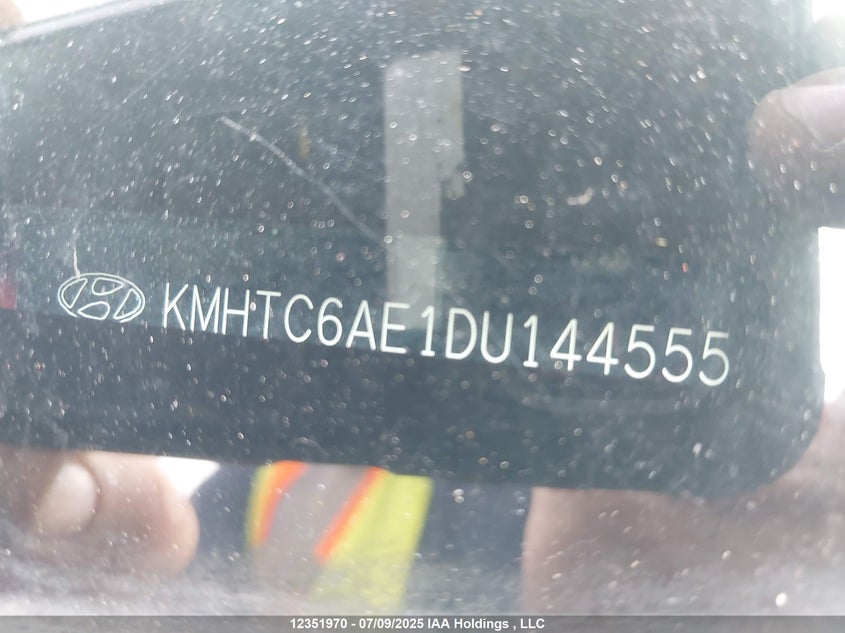 KMHTC6AE1DU144555
12351970 - 07/09/2025 IAA Holdings , LLC